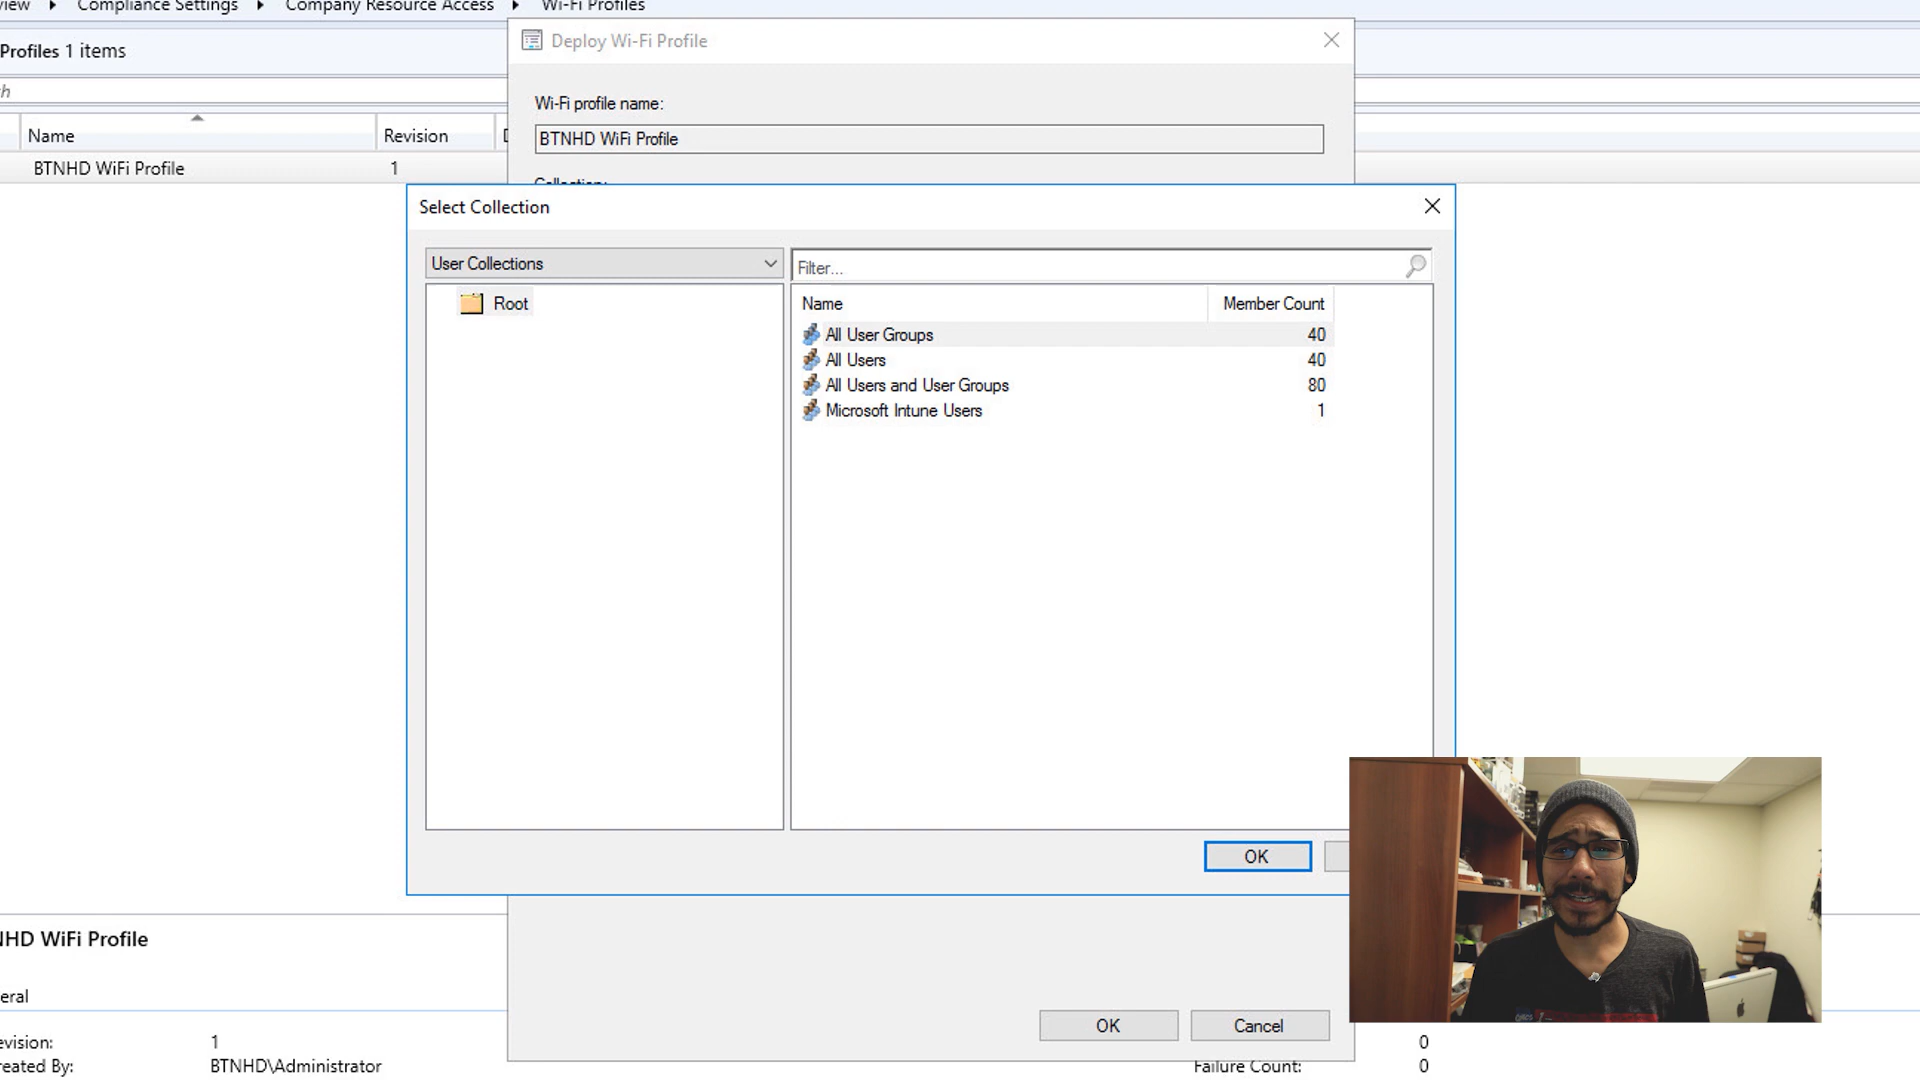 Compliance Settings
Company Resource Access
Wi-Fi Profiles
Profiles 1 items
Name
Revision
BTNHD WiFi Profile
1
Deploy Wi-Fi Profile
Wi-Fi profile name:
BTNHD WiFi Profile
Collection:
Select Collection
User Collections
Filter...
Root
Name
Member Count
All User Groups
40
All Users
40
All Users and User Groups
80
Microsoft Intune Users
1
OK
HD WiFi Profile
eral
evision:
1
reated By:
BTNHD\Administrator
OK
Cancel
0
Failure Count:
0